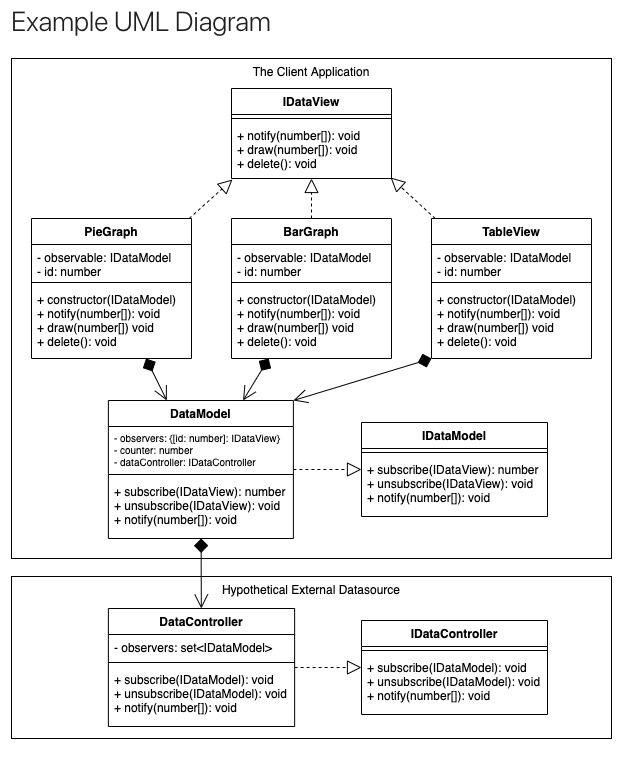 Example UML Diagram
The Client Application
IDataView
+ notify(number[]): void
+ draw(number[]): void
+ delete(): void
PieGraph
- observable: IDataModel
- id: number
+ constructor(IDataModel)
+ notify(number[]): void
+ draw(number[]) void
+ delete(): void
BarGraph
- observable: IDataModel
- id: number
+ constructor(IDataModel)
+ notify(number[]): void
+ draw(number[]) void
+ delete(): void
TableView
- observable: IDataModel
- id: number
+ constructor(IDataModel)
+ notify(number[]): void
+ draw(number[]) void
+ delete(): void
DataModel
- observers: {[id: number]: IDataView}
- counter: number
- dataController: IDataController
+ subscribe(IDataView): number
+ unsubscribe(IDataView): void
+ notify(number[]): void
IDataModel
+ subscribe(IDataView): number
+ unsubscribe(IDataView): void
+ notify(number[]): void
Hypothetical External Datasource
DataController
- observers: set<IDataModel>
+ subscribe(IDataModel): void
+ unsubscribe(IDataModel): void
+ notify(number[]): void
IDataController
+ subscribe(IDataModel): void
+ unsubscribe(IDataModel): void
+ notify(number[]): void